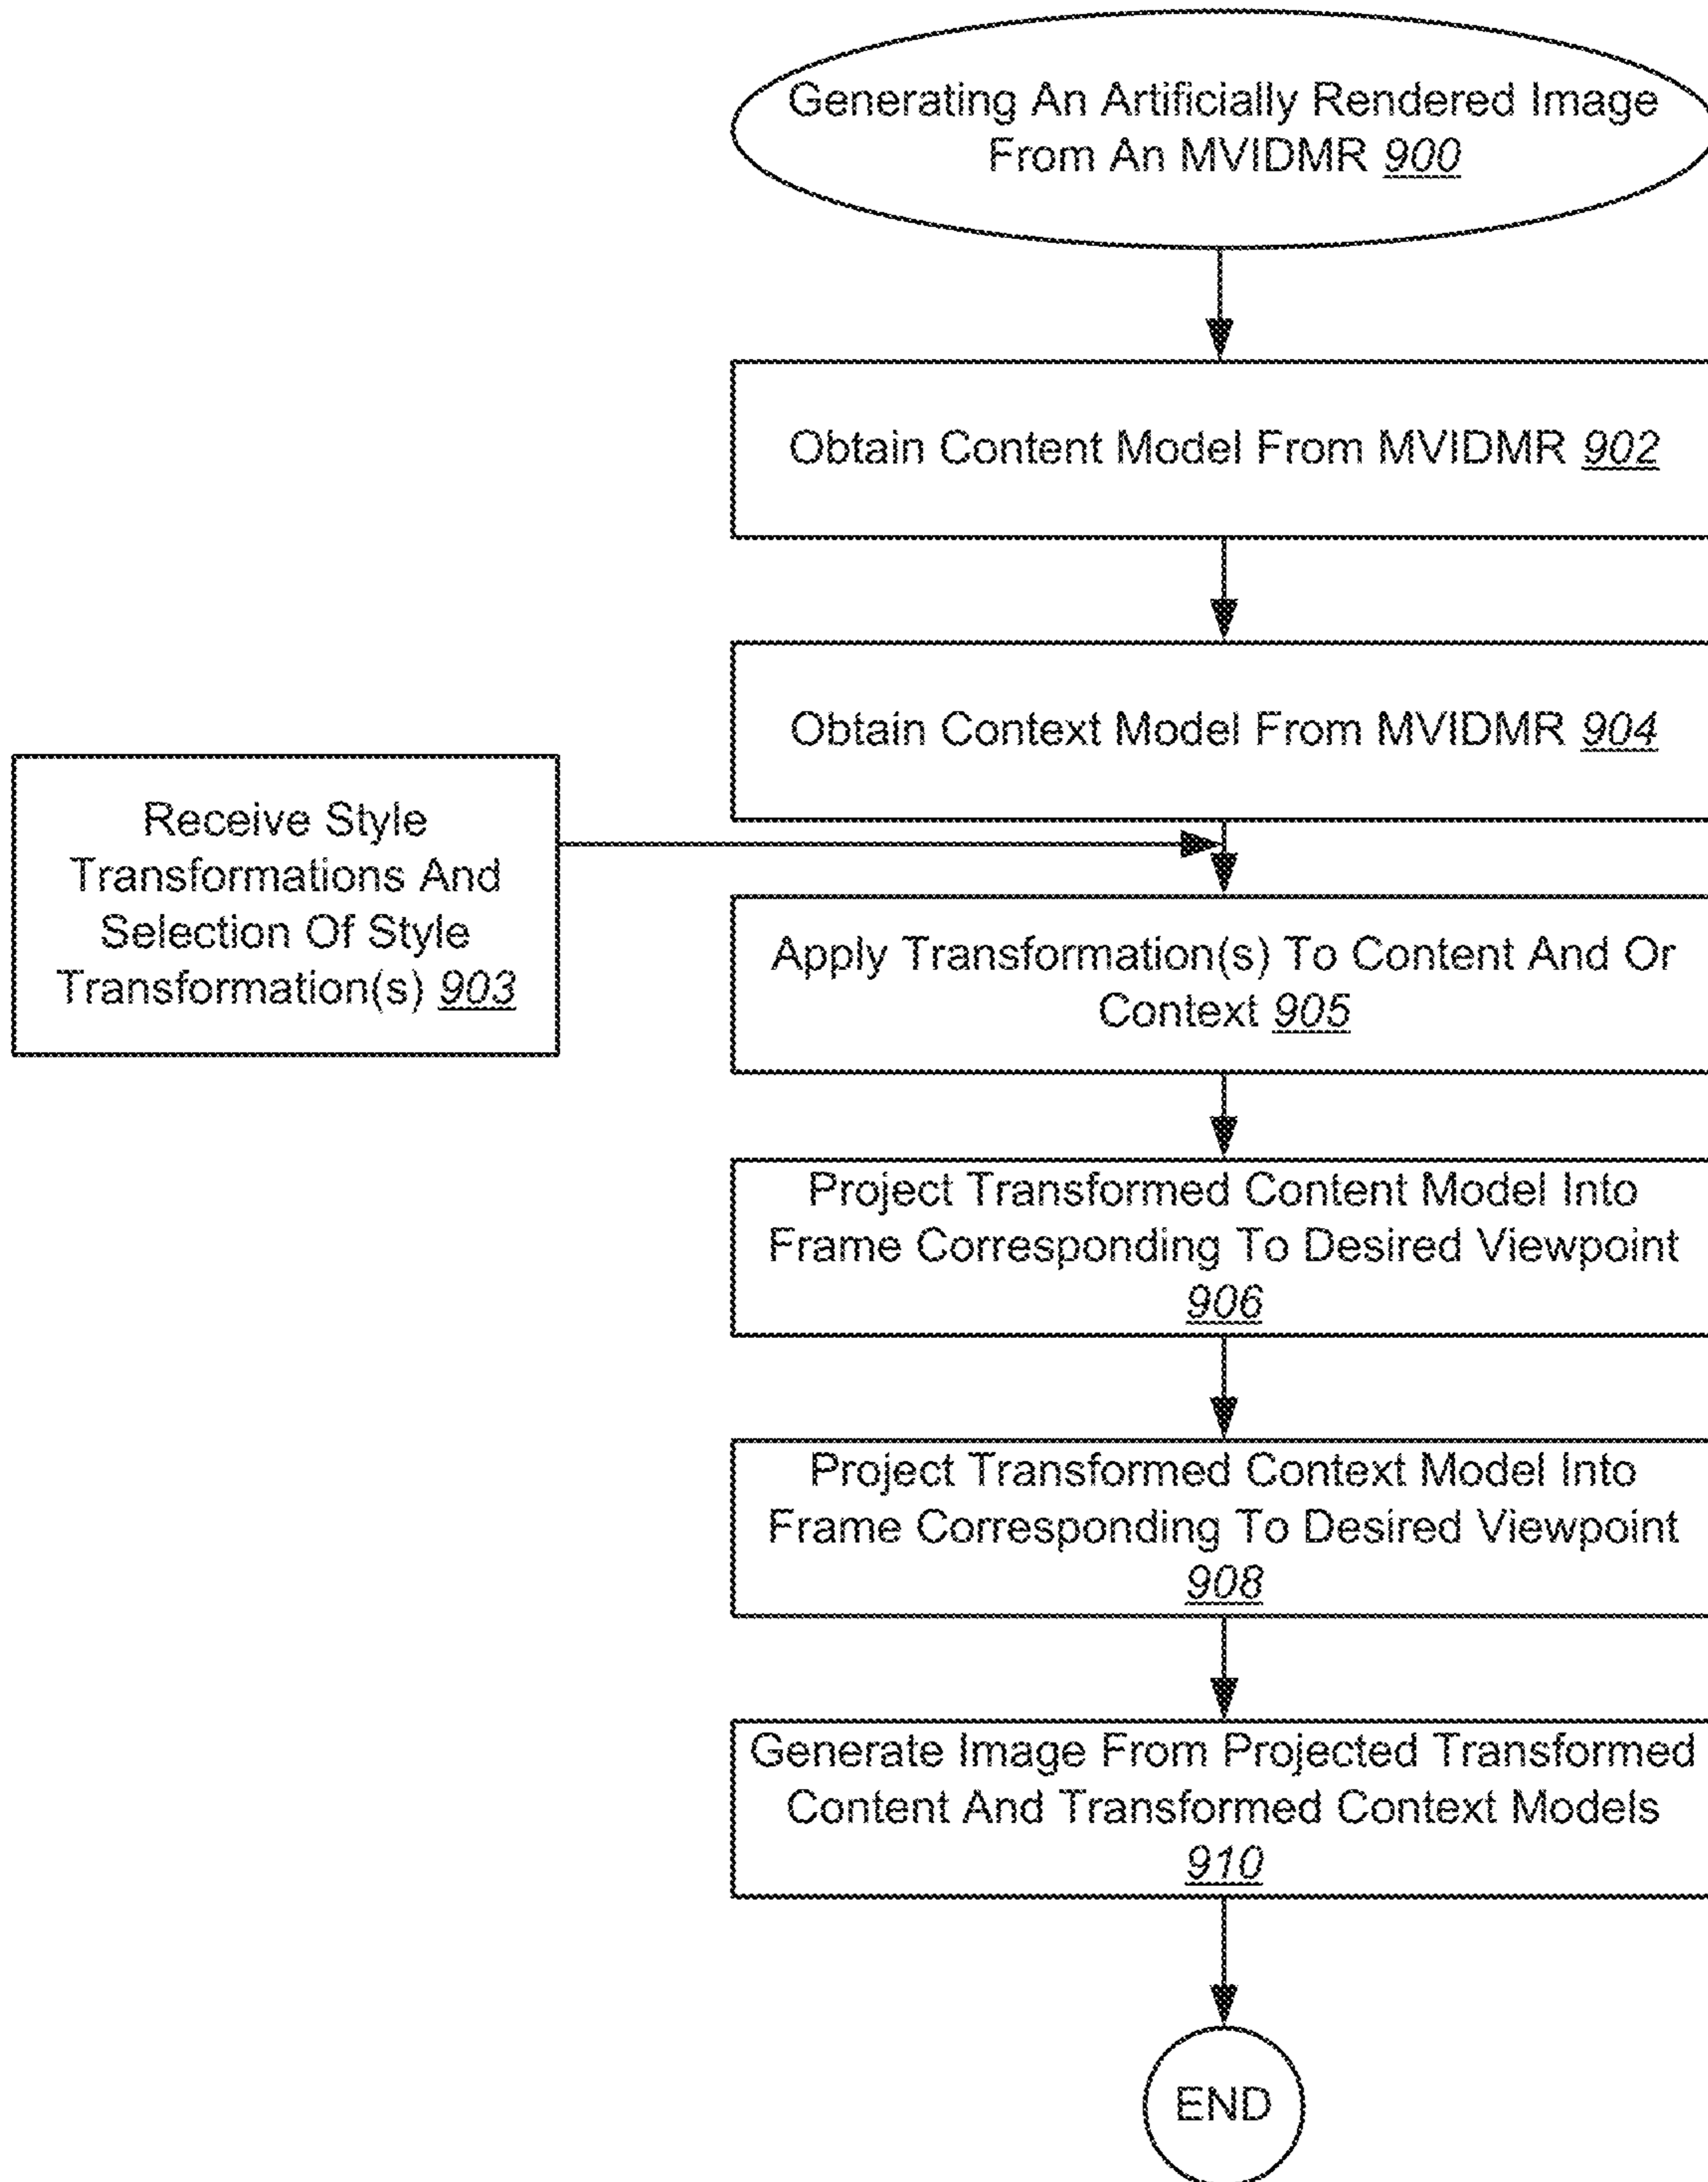 Generating An Artificially Rendered Image
From An MVIDMR 900
Obtain Content Model From MVIDMR 902
Obtain Context Model From MVIDMR 904
Receive Style
Transformations And
Selection Of Style
Transformation(s) 903
Apply Transformation(s) To Content And Or
Context 905
Project Transformed Content Model Into
Frame Corresponding To Desired Viewpoint
906
Project Transformed Context Model Into
Frame Corresponding To Desired Viewpoint
908
Generate Image From Projected Transformed
Content And Transformed Context Models
910
END